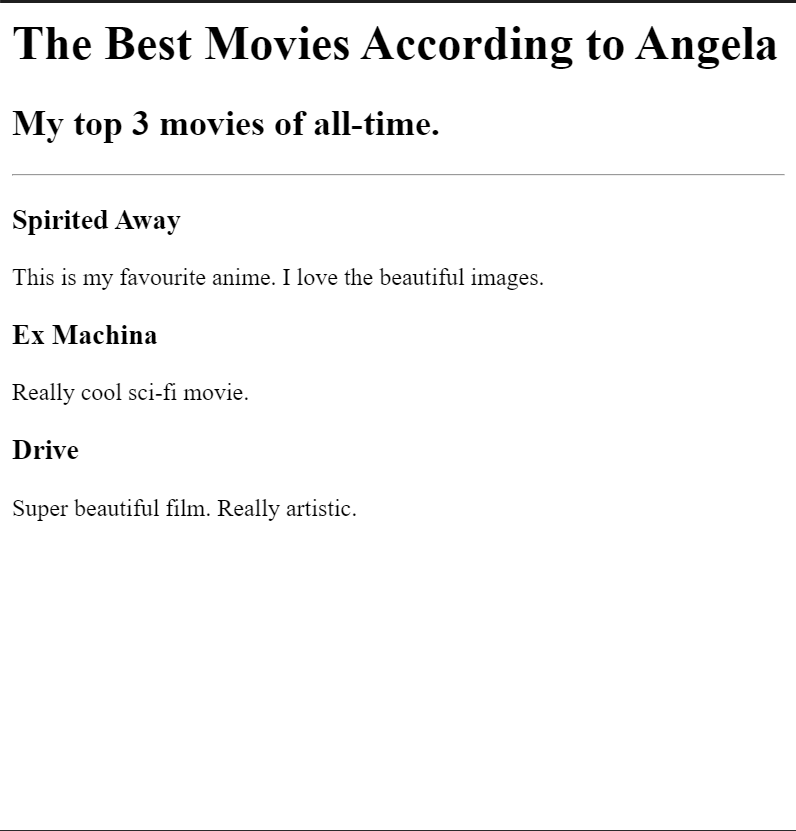 The Best Movies According to Angela
My top 3 movies of all-time.
Spirited Away
This is my favourite anime. I love the beautiful images.
Ex Machina
Really cool sci-fi movie.
Drive
Super beautiful film. Really artistic.